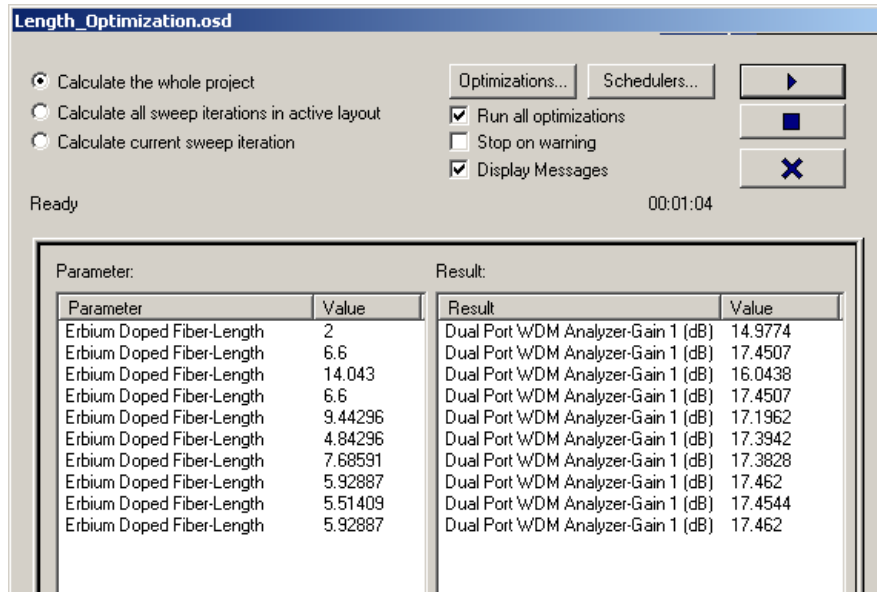 Length_Optimization.osd
Calculate the whole project
Optimizations... Schedulers...
Calculate all sweep iterations in active layout
Run all optimizations
Calculate current sweep iteration
Stop on warning
Display Messages
Ready 00:01:04
Parameter: Result:
Parameter Value Result Value
Erbium Doped Fiber-Length 2 Dual Port WDM Analyzer-Gain 1 (dB) 14.9774
Erbium Doped Fiber-Length 6.6 Dual Port WDM Analyzer-Gain 1 (dB) 17.4507
Erbium Doped Fiber-Length 14.043 Dual Port WDM Analyzer-Gain 1 (dB) 16.0438
Erbium Doped Fiber-Length 6.6 Dual Port WDM Analyzer-Gain 1 (dB) 17.4507
Erbium Doped Fiber-Length 9.44296 Dual Port WDM Analyzer-Gain 1 (dB) 17.1962
Erbium Doped Fiber-Length 4.84296 Dual Port WDM Analyzer-Gain 1 (dB) 17.3942
Erbium Doped Fiber-Length 7.68591 Dual Port WDM Analyzer-Gain 1 (dB) 17.3828
Erbium Doped Fiber-Length 5.92887 Dual Port WDM Analyzer-Gain 1 (dB) 17.462
Erbium Doped Fiber-Length 5.51409 Dual Port WDM Analyzer-Gain 1 (dB) 17.4544
Erbium Doped Fiber-Length 5.92887 Dual Port WDM Analyzer-Gain 1 (dB) 17.462